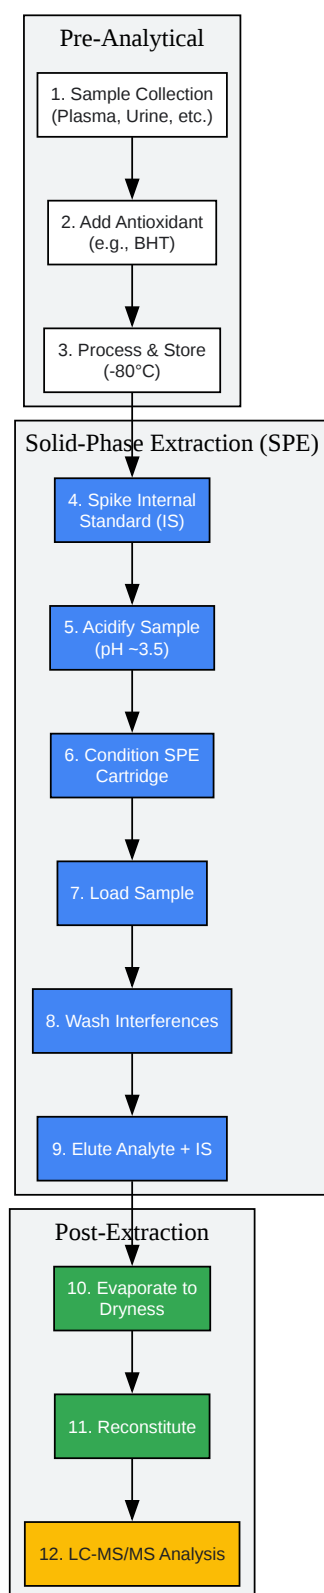 Pre-Analytical
1. Sample Collection
(Plasma, Urine, etc.)
2. Add Antioxidant
(e.g., BHT)
3. Process & Store
(-80°C)
Solid-Phase Extraction (SPE)
4. Spike Internal
Standard (IS)
5. Acidify Sample
(pH ~3.5)
6. Condition SPE
Cartridge
7. Load Sample
8. Wash Interferences
9. Elute Analyte + IS
Post-Extraction
10. Evaporate to
Dryness
11. Reconstitute
12. LC-MS/MS Analysis